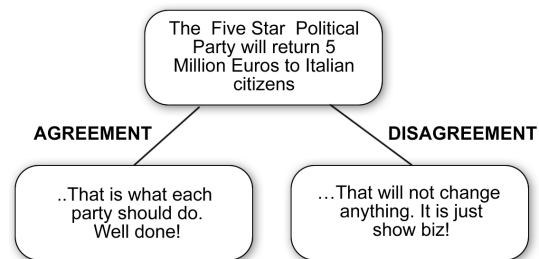 The Five Star Political
Party will return 5
Million Euros to Italian
citizens
AGREEMENT
DISAGREEMENT
..That is what each
party should do.
Well done!
…That will not change
anything. It is just
show biz!